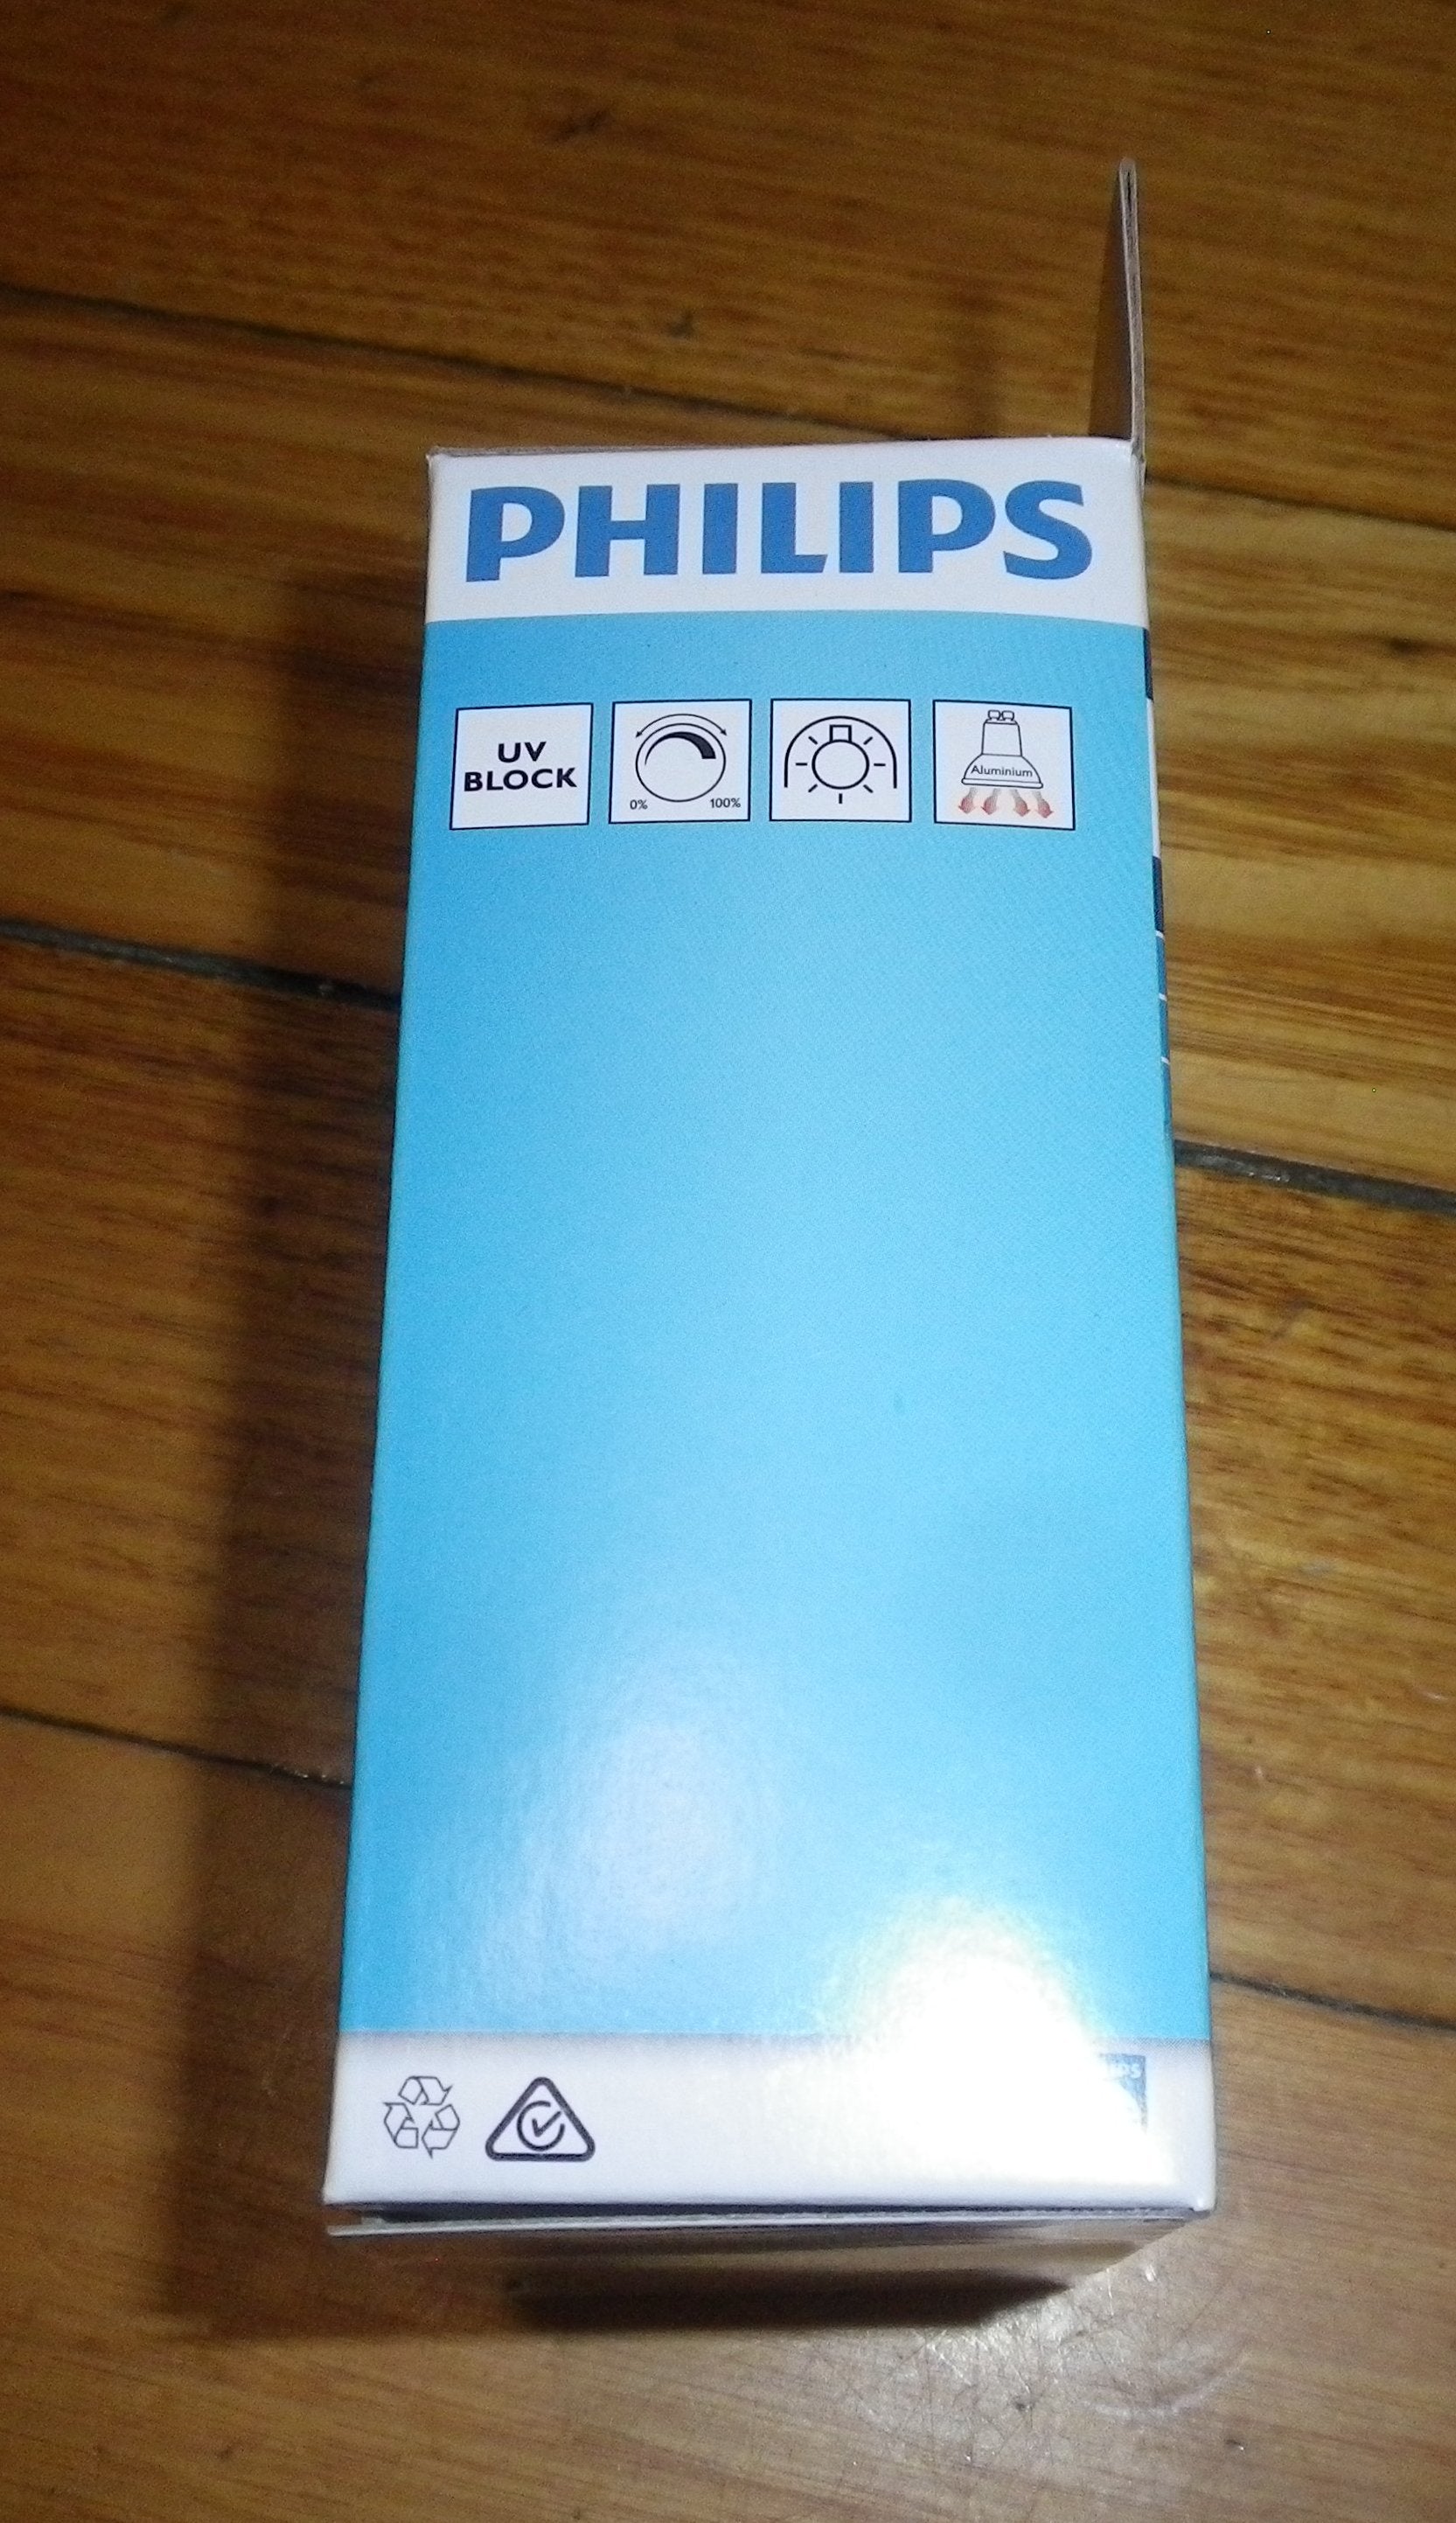 PHILIPS
UV
BLOCK
0% 100%
Aluminium